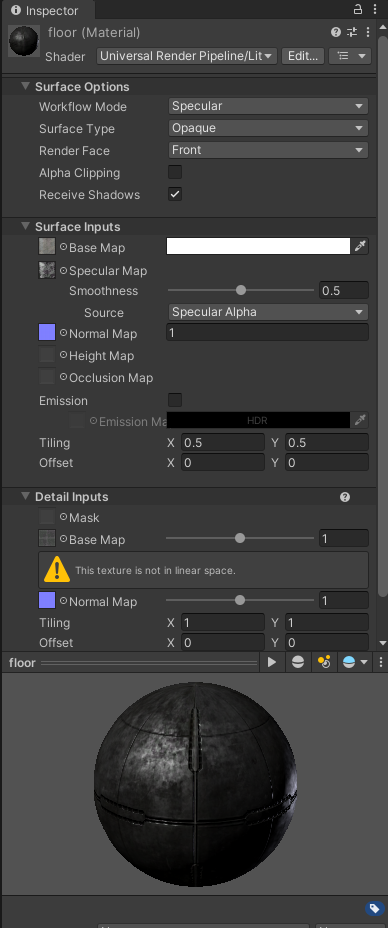 Inspector
floor (Material)
Shader Universal Render Pipeline/Lit Edit...
Surface Options
Workflow Mode Specular
Surface Type Opaque
Render Face Front
Alpha Clipping
Receive Shadows
Surface Inputs
Base Map
Specular Map
Smoothness 0.5
Source Specular Alpha
Normal Map 1
Height Map
Occlusion Map
Emission
Emission Ma HDR
Tiling X 0.5 Y 0.5
Offset X 0 Y 0
Detail Inputs
Mask
Base Map 1
This texture is not in linear space.
Normal Map 1
Tiling X 1 Y 1
Offset X 0 Y 0
floor